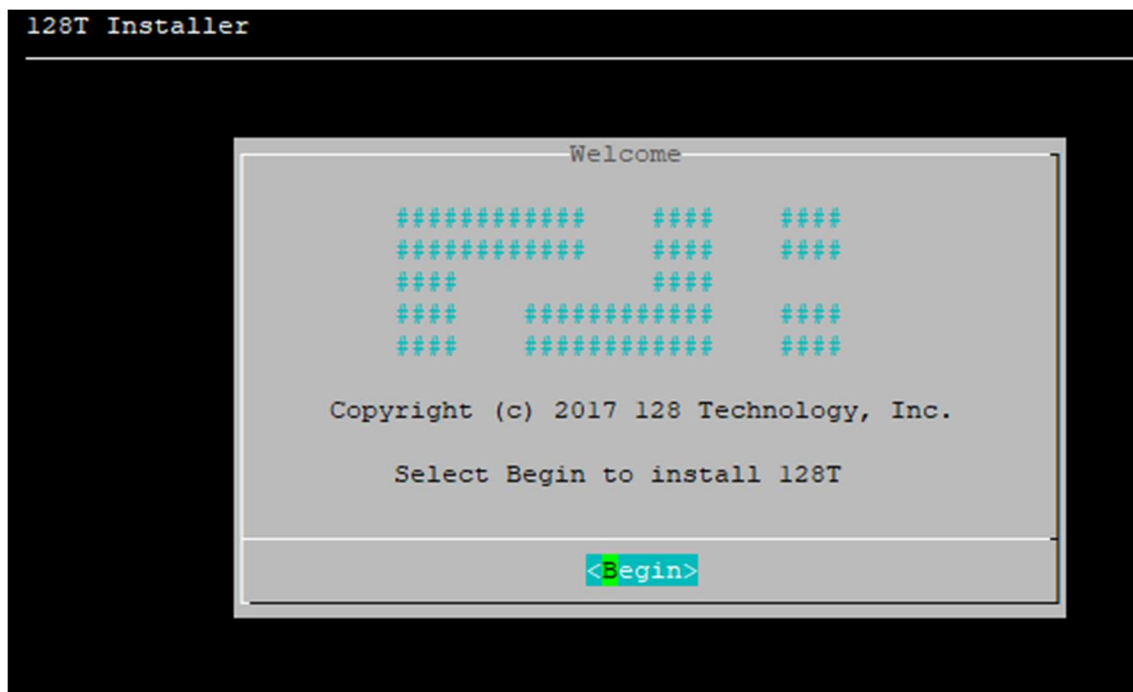 128T Installer
Welcome
############    ####    ####
############    ####    ####
####            ####
####    ############    ####
####    ############    ####
Copyright (c) 2017 128 Technology, Inc.
Select Begin to install 128T
<Begin>